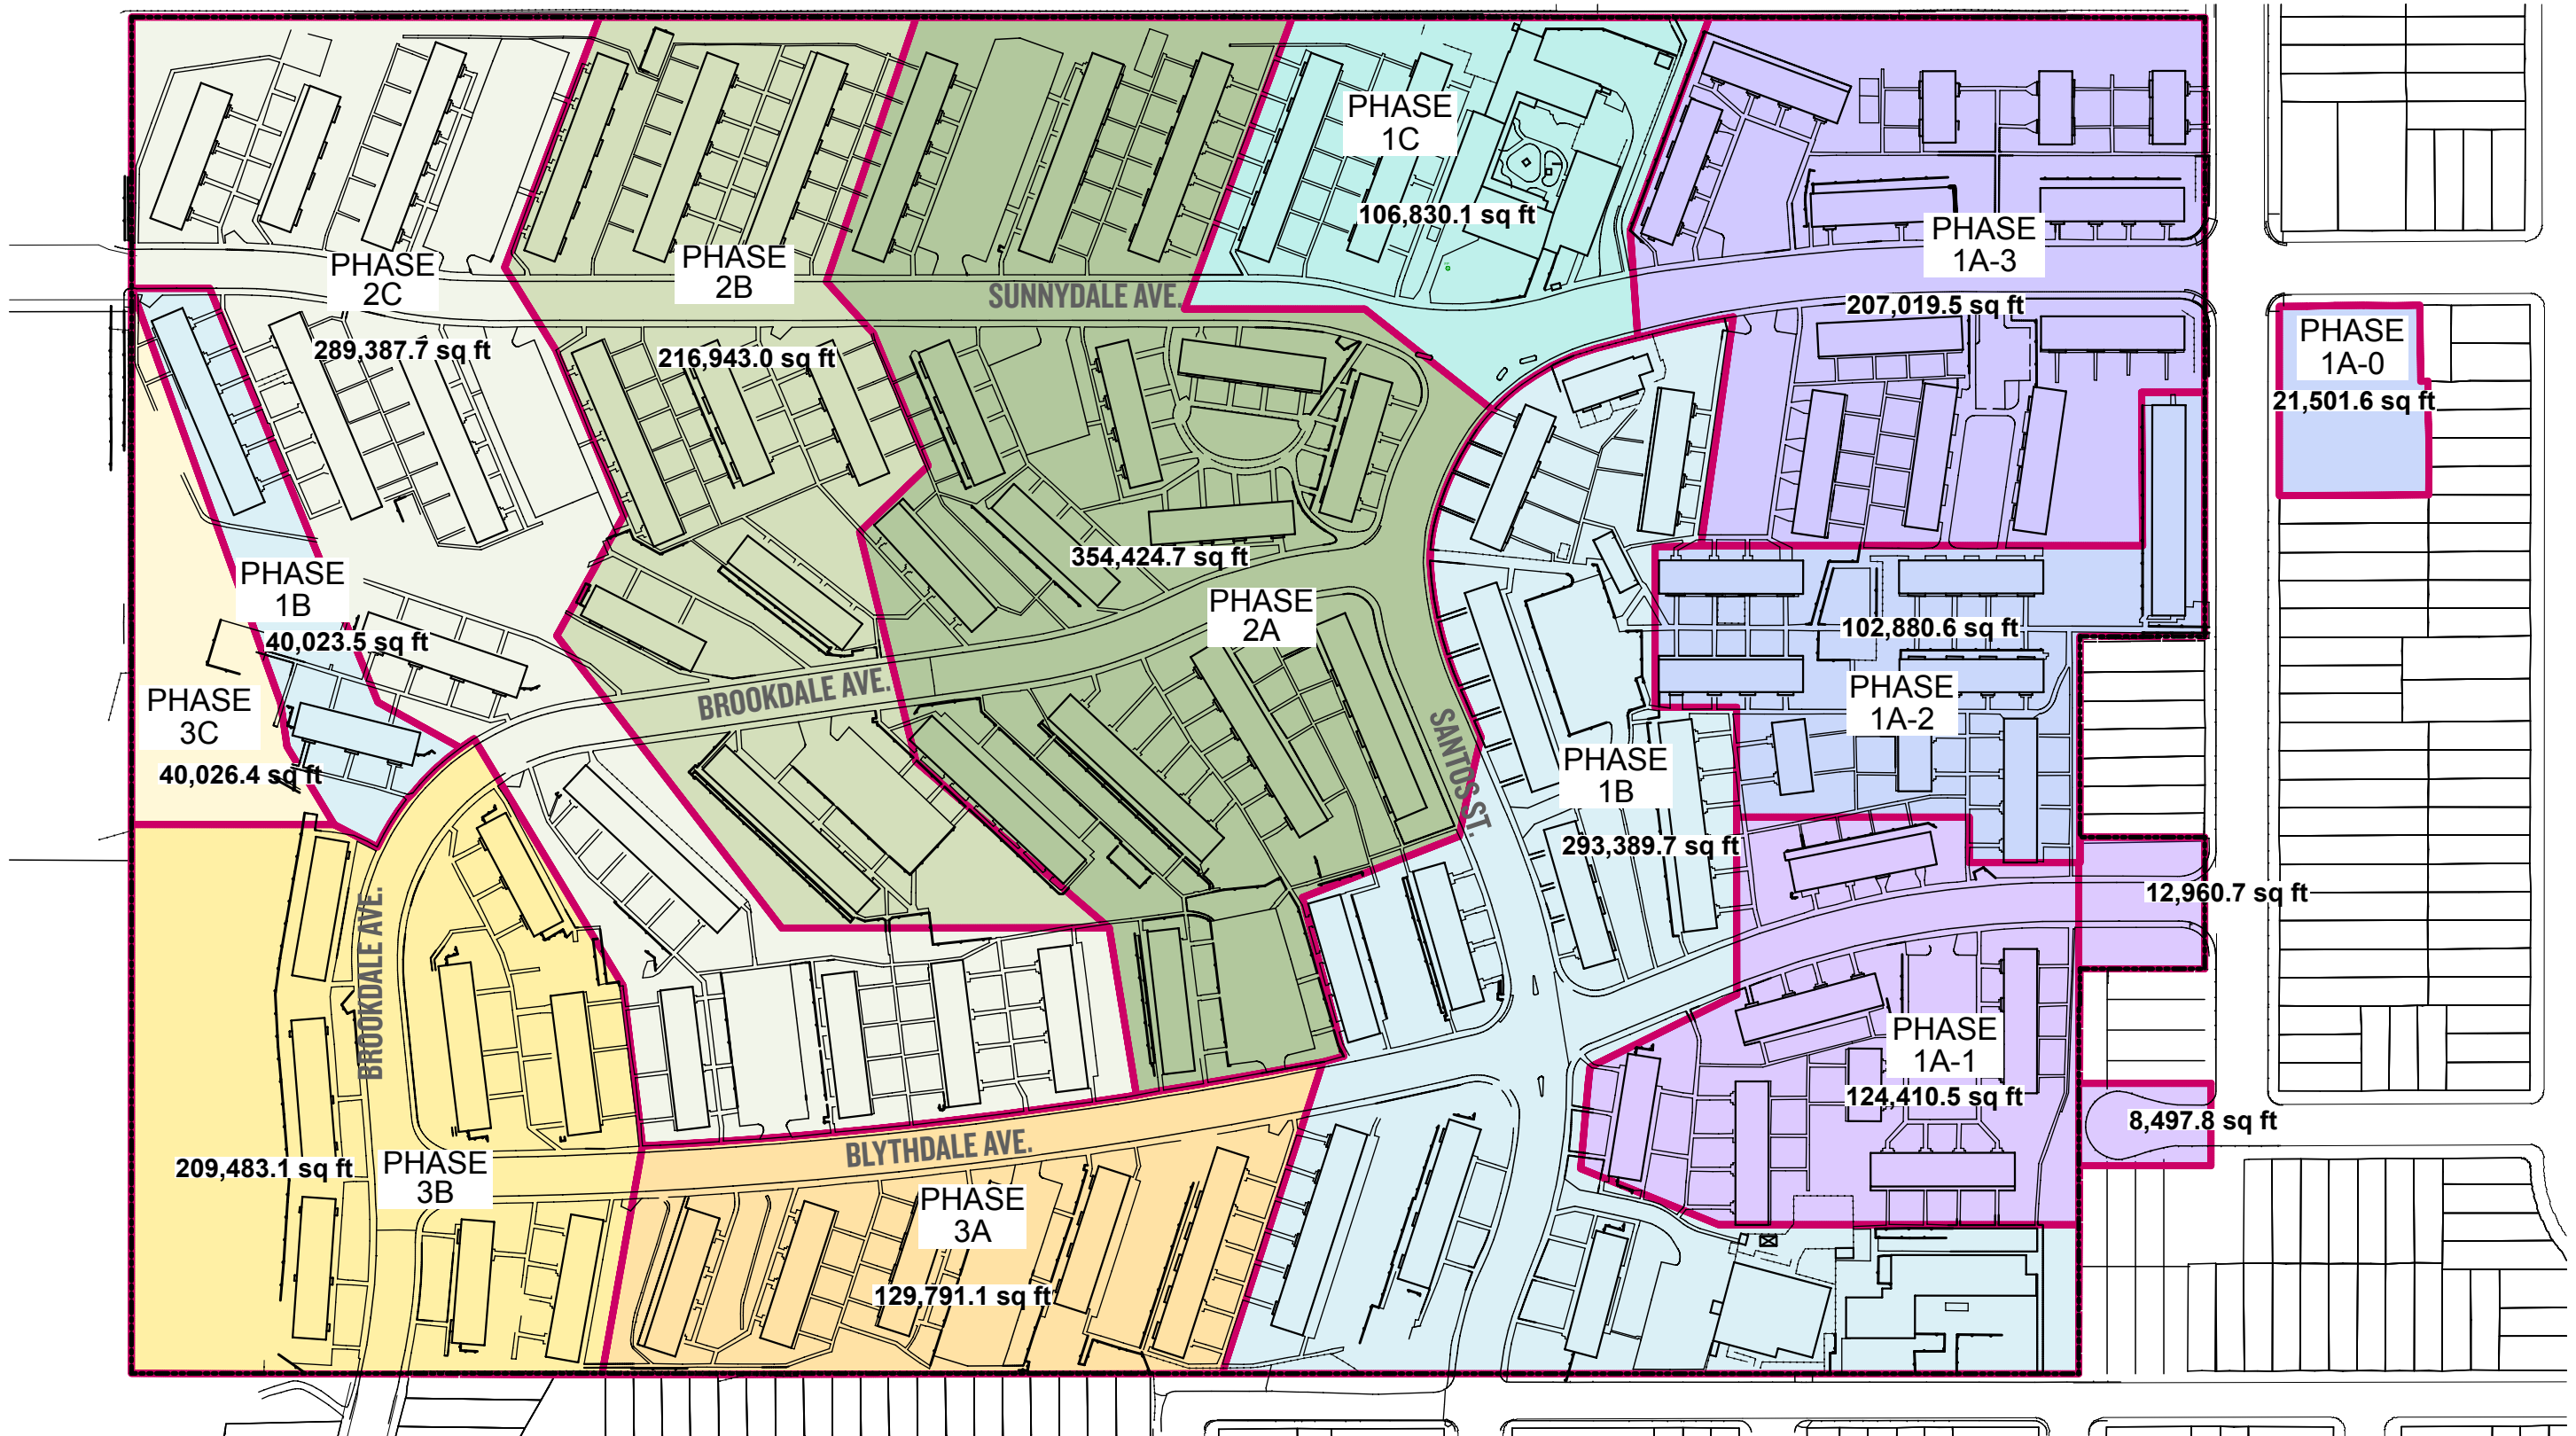 PHASE
1C
106,830.1 sq ft
PHASE
1A-3
207,019.5 sq ft
PHASE
2C
289,387.7 sq ft
PHASE
2B
216,943.0 sq ft
SUNNYDALE AVE.
PHASE
1A-0
21,501.6 sq ft
354,424.7 sq ft
PHASE
2A
PHASE
1B
40,023.5 sq ft
102,880.6 sq ft
PHASE
1A-2
PHASE
3C
40,026.4 sq ft
BROOKDALE AVE.
SANTOS ST.
PHASE
1B
293,389.7 sq ft
12,960.7 sq ft
BROOKDALE AVE.
PHASE
1A-1
124,410.5 sq ft
8,497.8 sq ft
BLYTHDALE AVE.
209,483.1 sq ft
PHASE
3B
PHASE
3A
129,791.1 sq ft